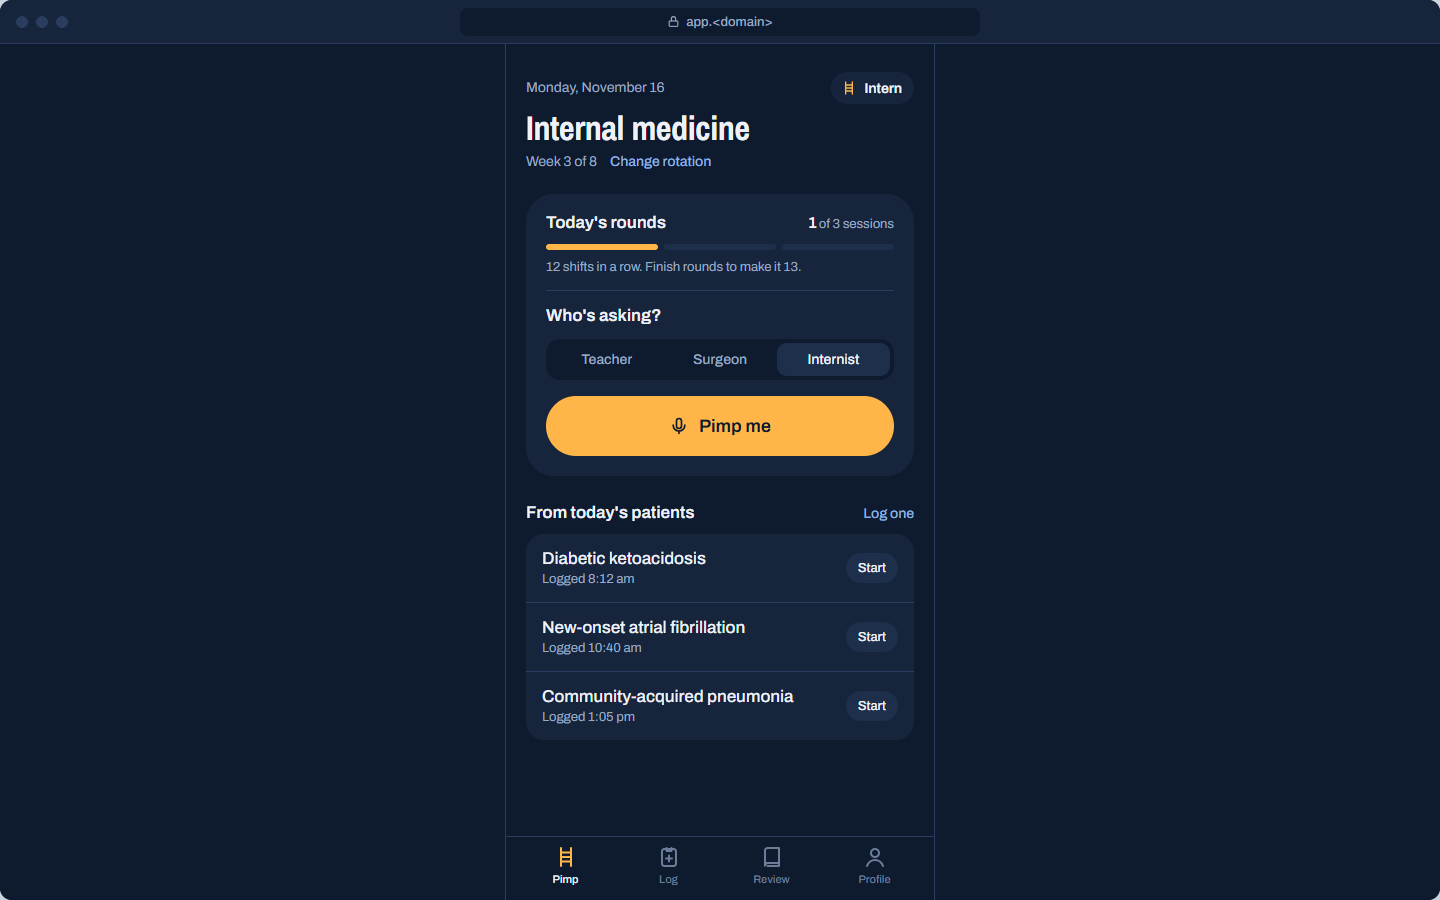 app.<domain>
Monday, November 16
Intern
Internal medicine
Week 3 of 8 Change rotation
Today's rounds
1 of 3 sessions
12 shifts in a row. Finish rounds to make it 13.
Who's asking?
Teacher Surgeon Internist
Pimp me
From today's patients
Log one
Diabetic ketoacidosis
Logged 8:12 am
Start
New-onset atrial fibrillation
Logged 10:40 am
Start
Community-acquired pneumonia
Logged 1:05 pm
Start
Pimp Log Review Profile